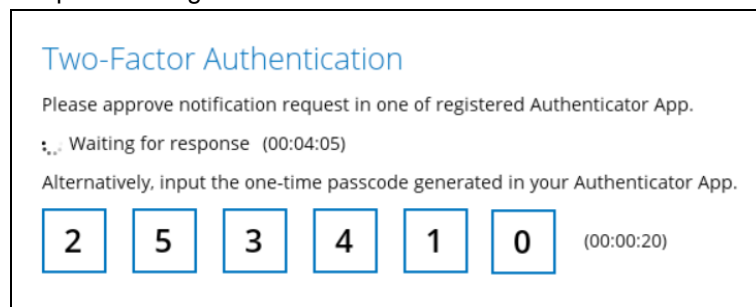 Two-Factor Authentication
Please approve notification request in one of registered Authenticator App.
Waiting for response (00:04:05)
Alternatively, input the one-time passcode generated in your Authenticator App.
2 5 3 4 1 0 (00:00:20)